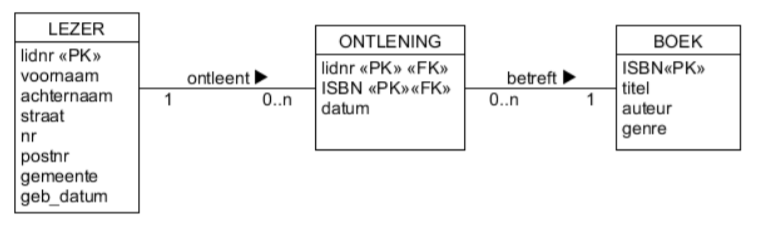 LEZER
lidnr «PK»
voornaam
achternaam
straat
nr
postnr
gemeente
geb_datum
ontleent ▶
1
0..n
ONTLENING
lidnr «PK» «FK»
ISBN «PK»«FK»
datum
betreft ▶
0..n
1
BOEK
ISBN«PK»
titel
auteur
genre